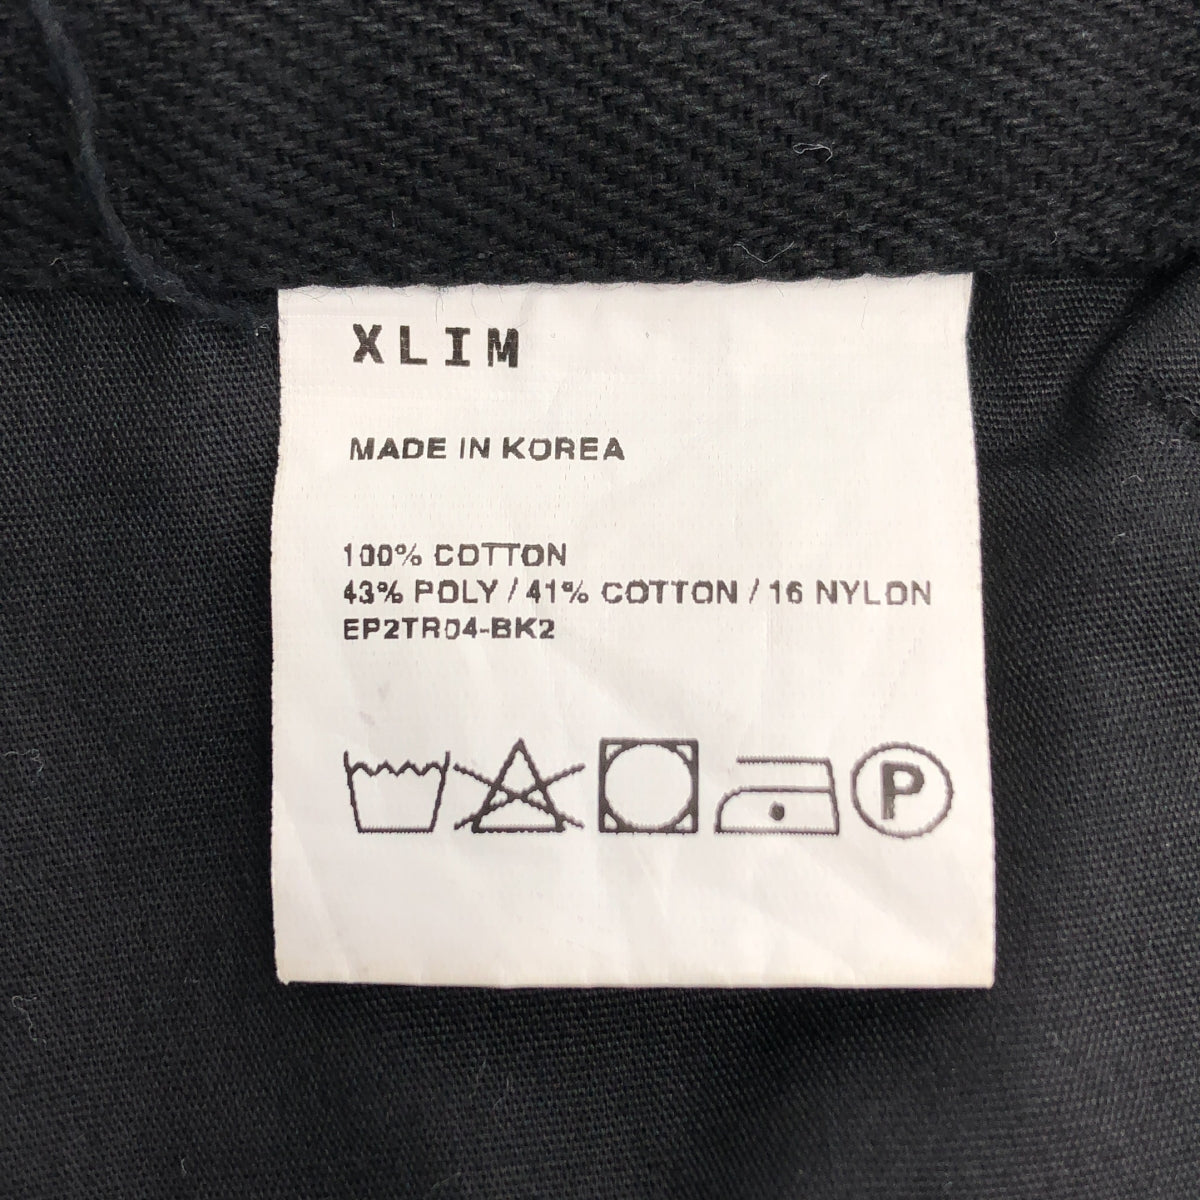 XLIM
MADE IN KOREA
100% COTTON
43% POLY / 41% COTTON / 16 NYLON
EP2TR04-BK2
P